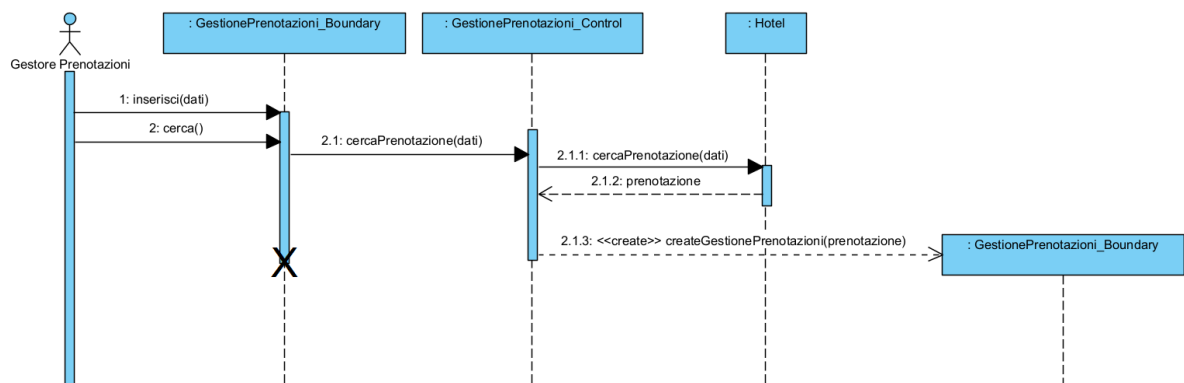 : GestionePrenotazioni_Boundary
: GestionePrenotazioni_Control
: Hotel
Gestore Prenotazioni
1: inserisci(dati)
2: cerca()
2.1: cercaPrenotazione(dati)
2.1.1: cercaPrenotazione(dati)
2.1.2: prenotazione
2.1.3: <<create>> createGestionePrenotazioni(prenotazione)
: GestionePrenotazioni_Boundary